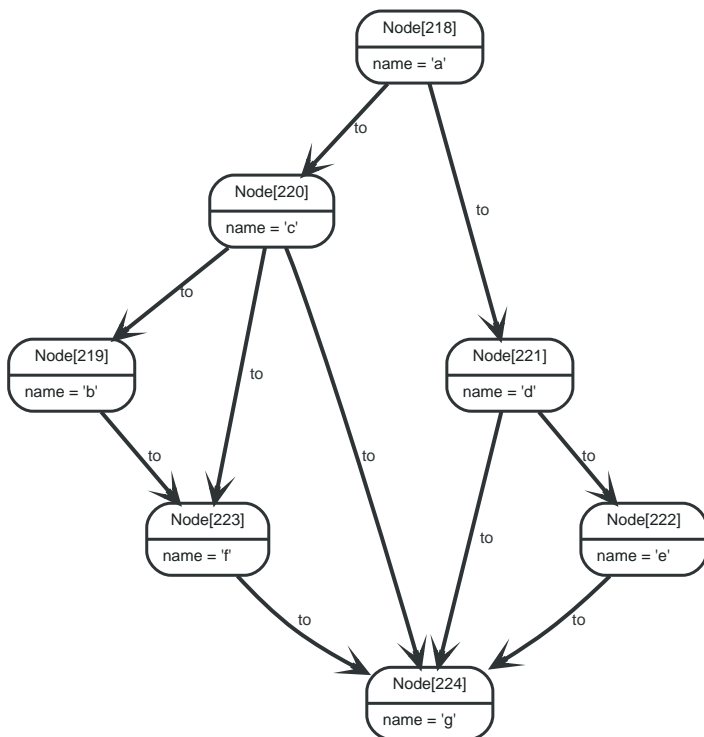 Node[218]
name = 'a'
to
Node[220]
name = 'c'
to
to
Node[219]
name = 'b'
to
Node[221]
name = 'd'
to
to
to
Node[223]
name = 'f'
Node[222]
name = 'e'
to
to
to
Node[224]
name = 'g'